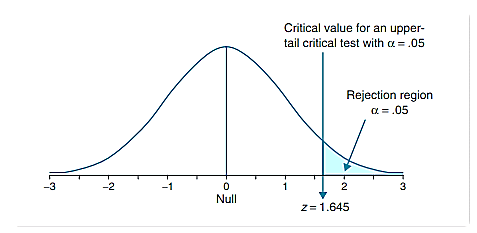 Critical value for an upper-
tail critical test with α = .05
Rejection region
α = .05
−3 −2 −1 0 1 2 3
Null
z = 1.645